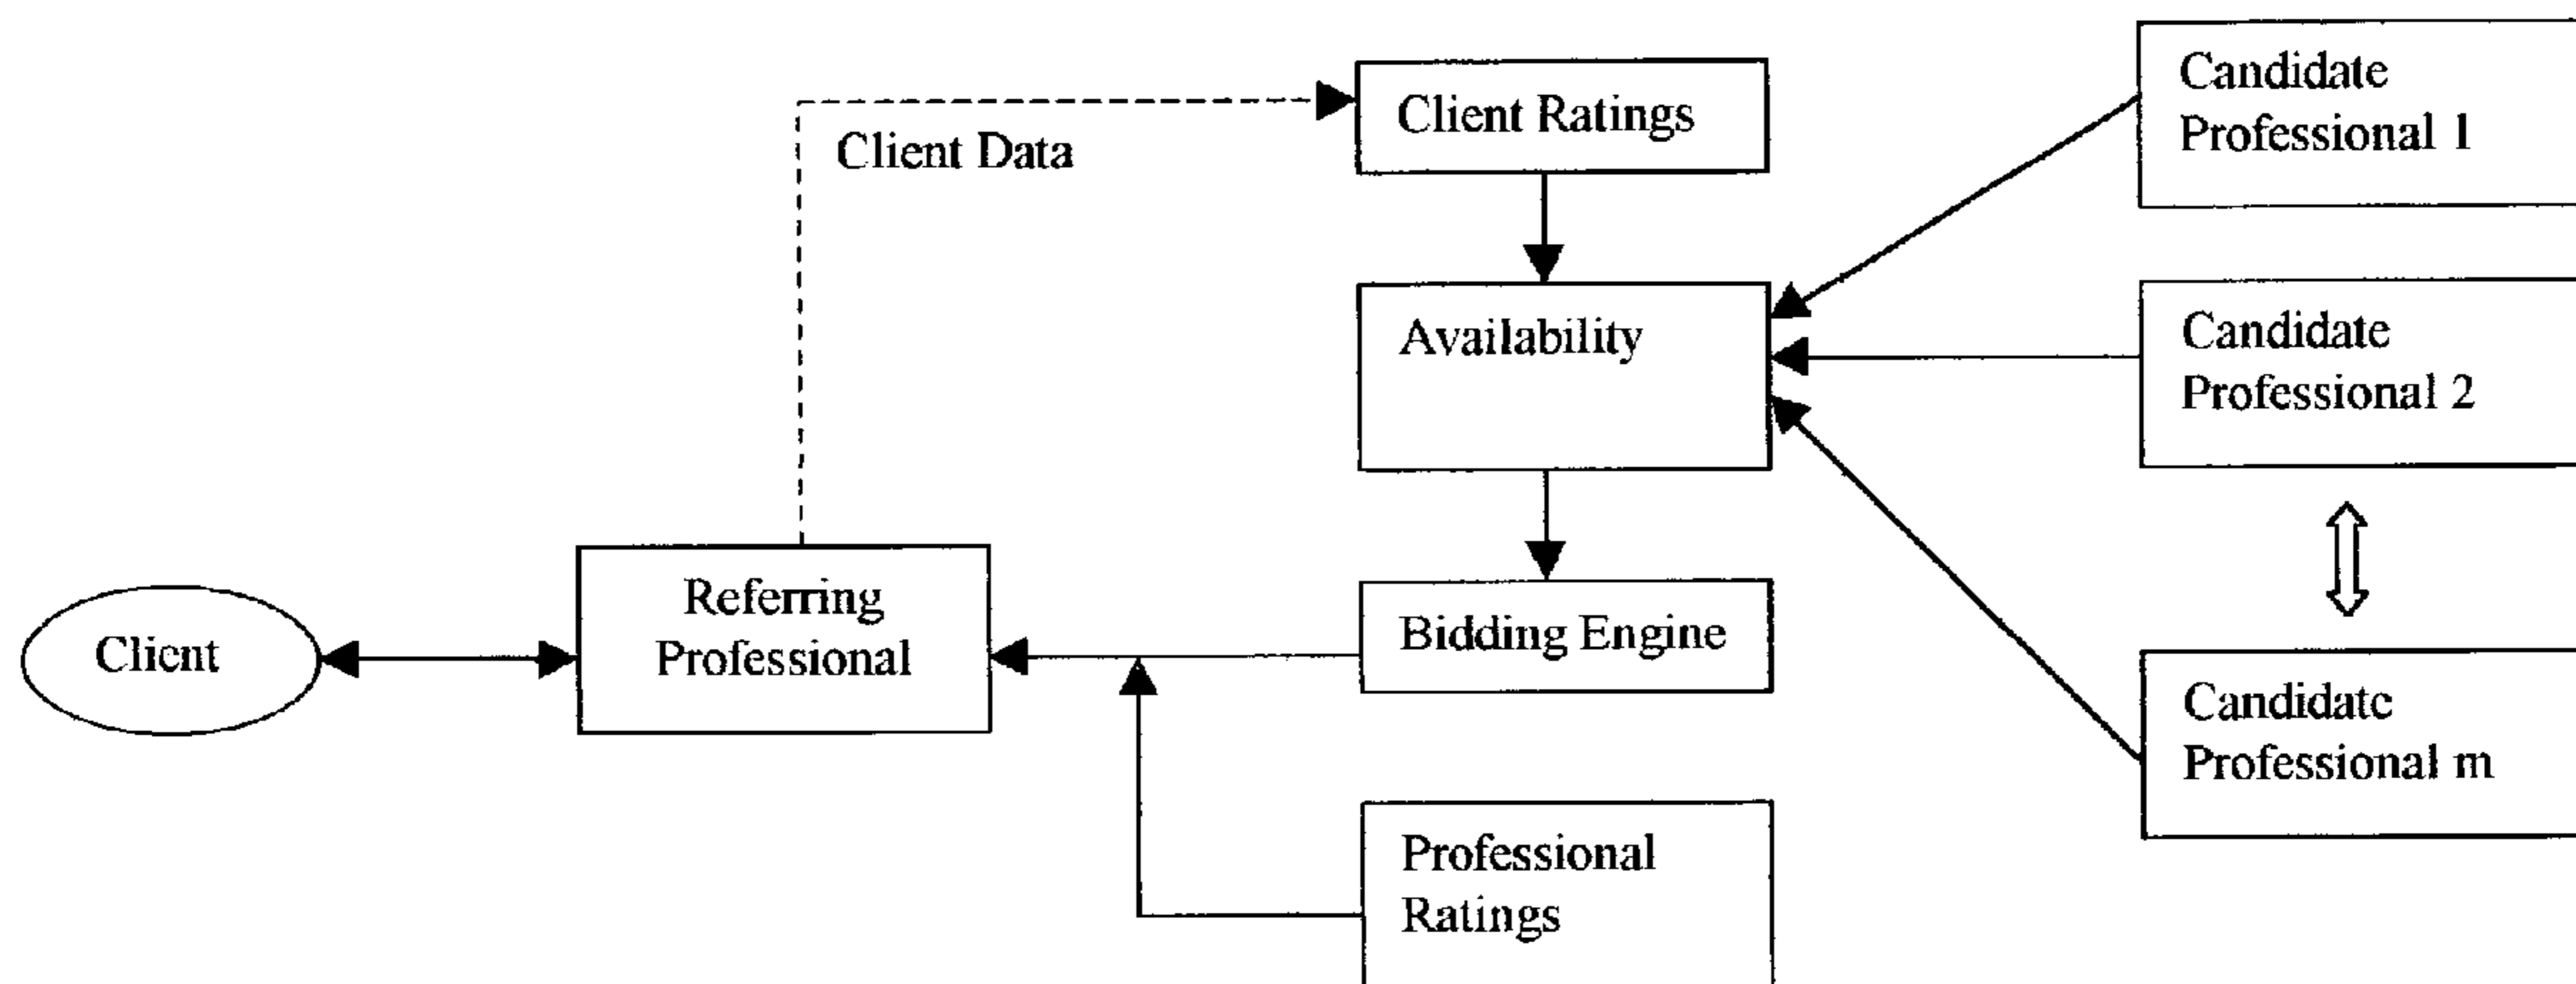 Client Ratings
Client Data
Candidate
Professional 1
Availability
Candidate
Professional 2
Referring
Professional
Client
Bidding Engine
Candidate
Professional m
Professional
Ratings